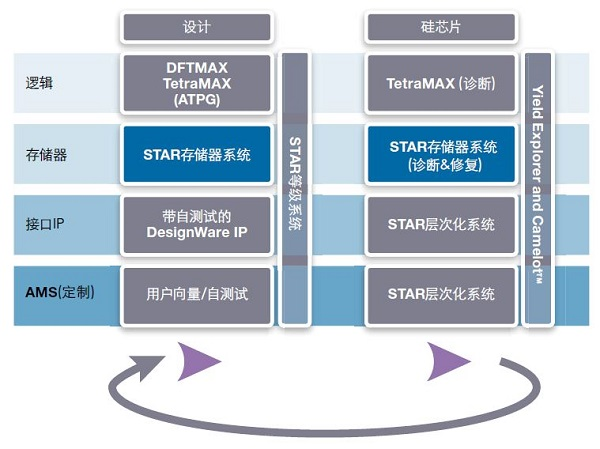 设计
硅芯片
逻辑
DFTMAX
TetraMAX
(ATPG)
TetraMAX (诊断)
存储器
STAR存储器系统
STAR存储器系统
(诊断&修复)
接口IP
带自测试的
DesignWare IP
STAR层次化系统
AMS(定制)
用户向量/自测试
STAR层次化系统
STAR等级系统
Yield Explorer and Camelot™